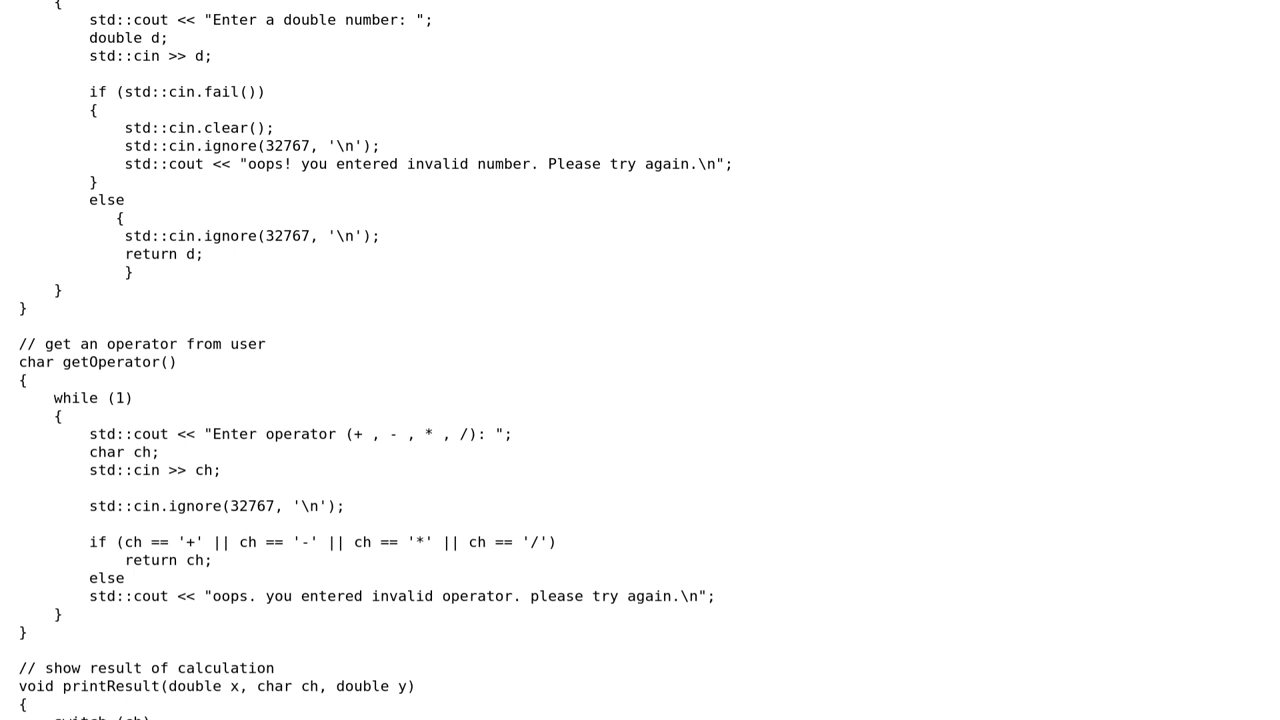 {
std::cout << "Enter a double number: ";
double d;
std::cin >> d;
if (std::cin.fail())
{
std::cin.clear();
std::cin.ignore(32767, '\n');
std::cout << "oops! you entered invalid number. Please try again.\n";
}
else
{
std::cin.ignore(32767, '\n');
return d;
}
}
}
// get an operator from user
char getOperator()
{
while (1)
{
std::cout << "Enter operator (+ , - , * , /): ";
char ch;
std::cin >> ch;
std::cin.ignore(32767, '\n');
if (ch == '+' || ch == '-' || ch == '*' || ch == '/')
return ch;
else
std::cout << "oops. you entered invalid operator. please try again.\n";
}
}
// show result of calculation
void printResult(double x, char ch, double y)
{